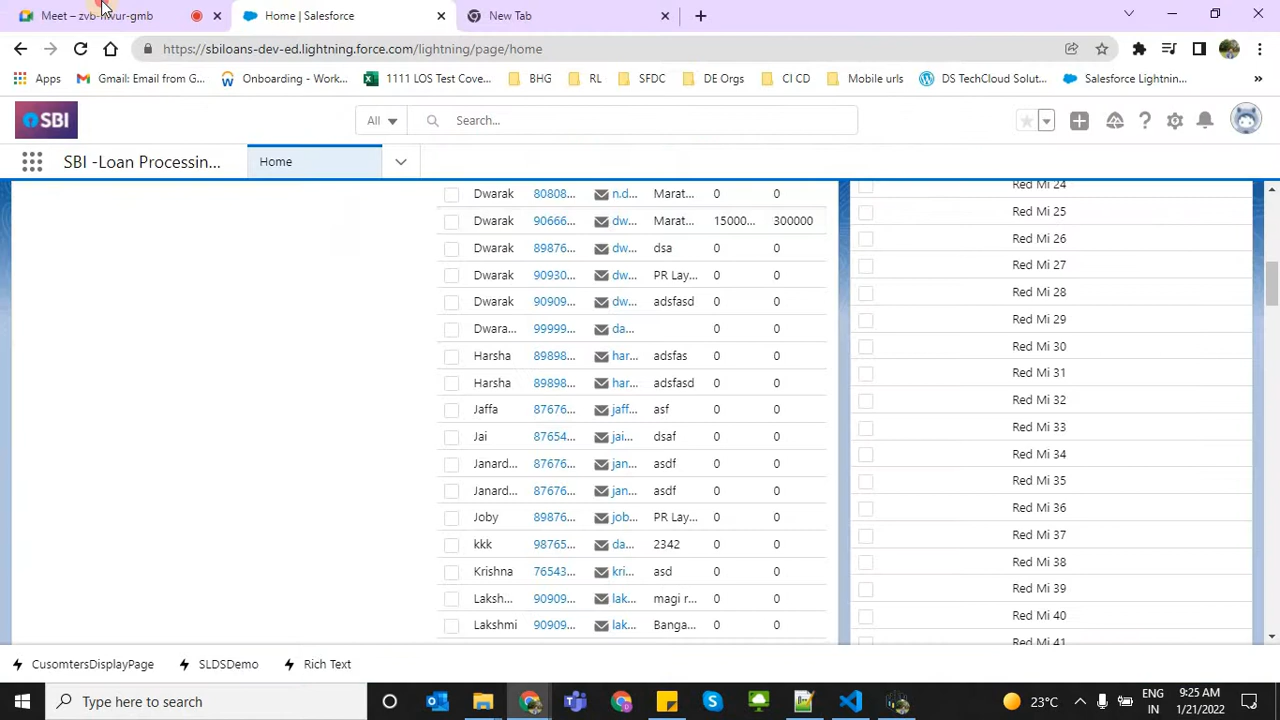 Meet – zvb-
ur-gmb
Home | Salesforce
New Tab
https://sbiloans-dev-ed.lightning.force.com/lightning/page/home
Apps
Gmail: Email from G...
Onboarding - Work...
1111 LOS Test Cove...
BHG
RL
SFDC
DE Orgs
CI CD
Mobile urls
DS TechCloud Solut...
Salesforce Lightnin...
»
SBI
All
Search...
SBI -Loan Processin...
Home
Dwarak 80808... n.d... Marat... 0 0
Red Mi 24
Dwarak 90666... dw... Marat... 15000... 300000
Red Mi 25
Dwarak 89876... dw... dsa 0 0
Red Mi 26
Dwarak 90930... dw... PR Lay... 0 0
Red Mi 27
Dwarak 90909... dw... adsfasd 0 0
Red Mi 28
Dwara... 99999... da... 0 0
Red Mi 29
Harsha 89898... har... adsfas 0 0
Red Mi 30
Harsha 89898... har... adsfasd 0 0
Red Mi 31
Jaffa 87676... jaff... asf 0 0
Red Mi 32
Jai 87654... jai... dsaf 0 0
Red Mi 33
Janard... 87676... jan... asdf 0 0
Red Mi 34
Janard... 87676... jan... asdf 0 0
Red Mi 35
Joby 89876... job... PR Lay... 0 0
Red Mi 36
kkk 98765... da... 2342 0 0
Red Mi 37
Krishna 76543... kri... asd 0 0
Red Mi 38
Laksh... 90909... lak... magi r... 0 0
Red Mi 39
Lakshmi 90909... lak... Banga... 0 0
Red Mi 40
Red Mi 41
CusomtersDisplayPage
SLDSDemo
Rich Text
Type here to search
23°C
ENG
IN
9:25 AM
1/21/2022